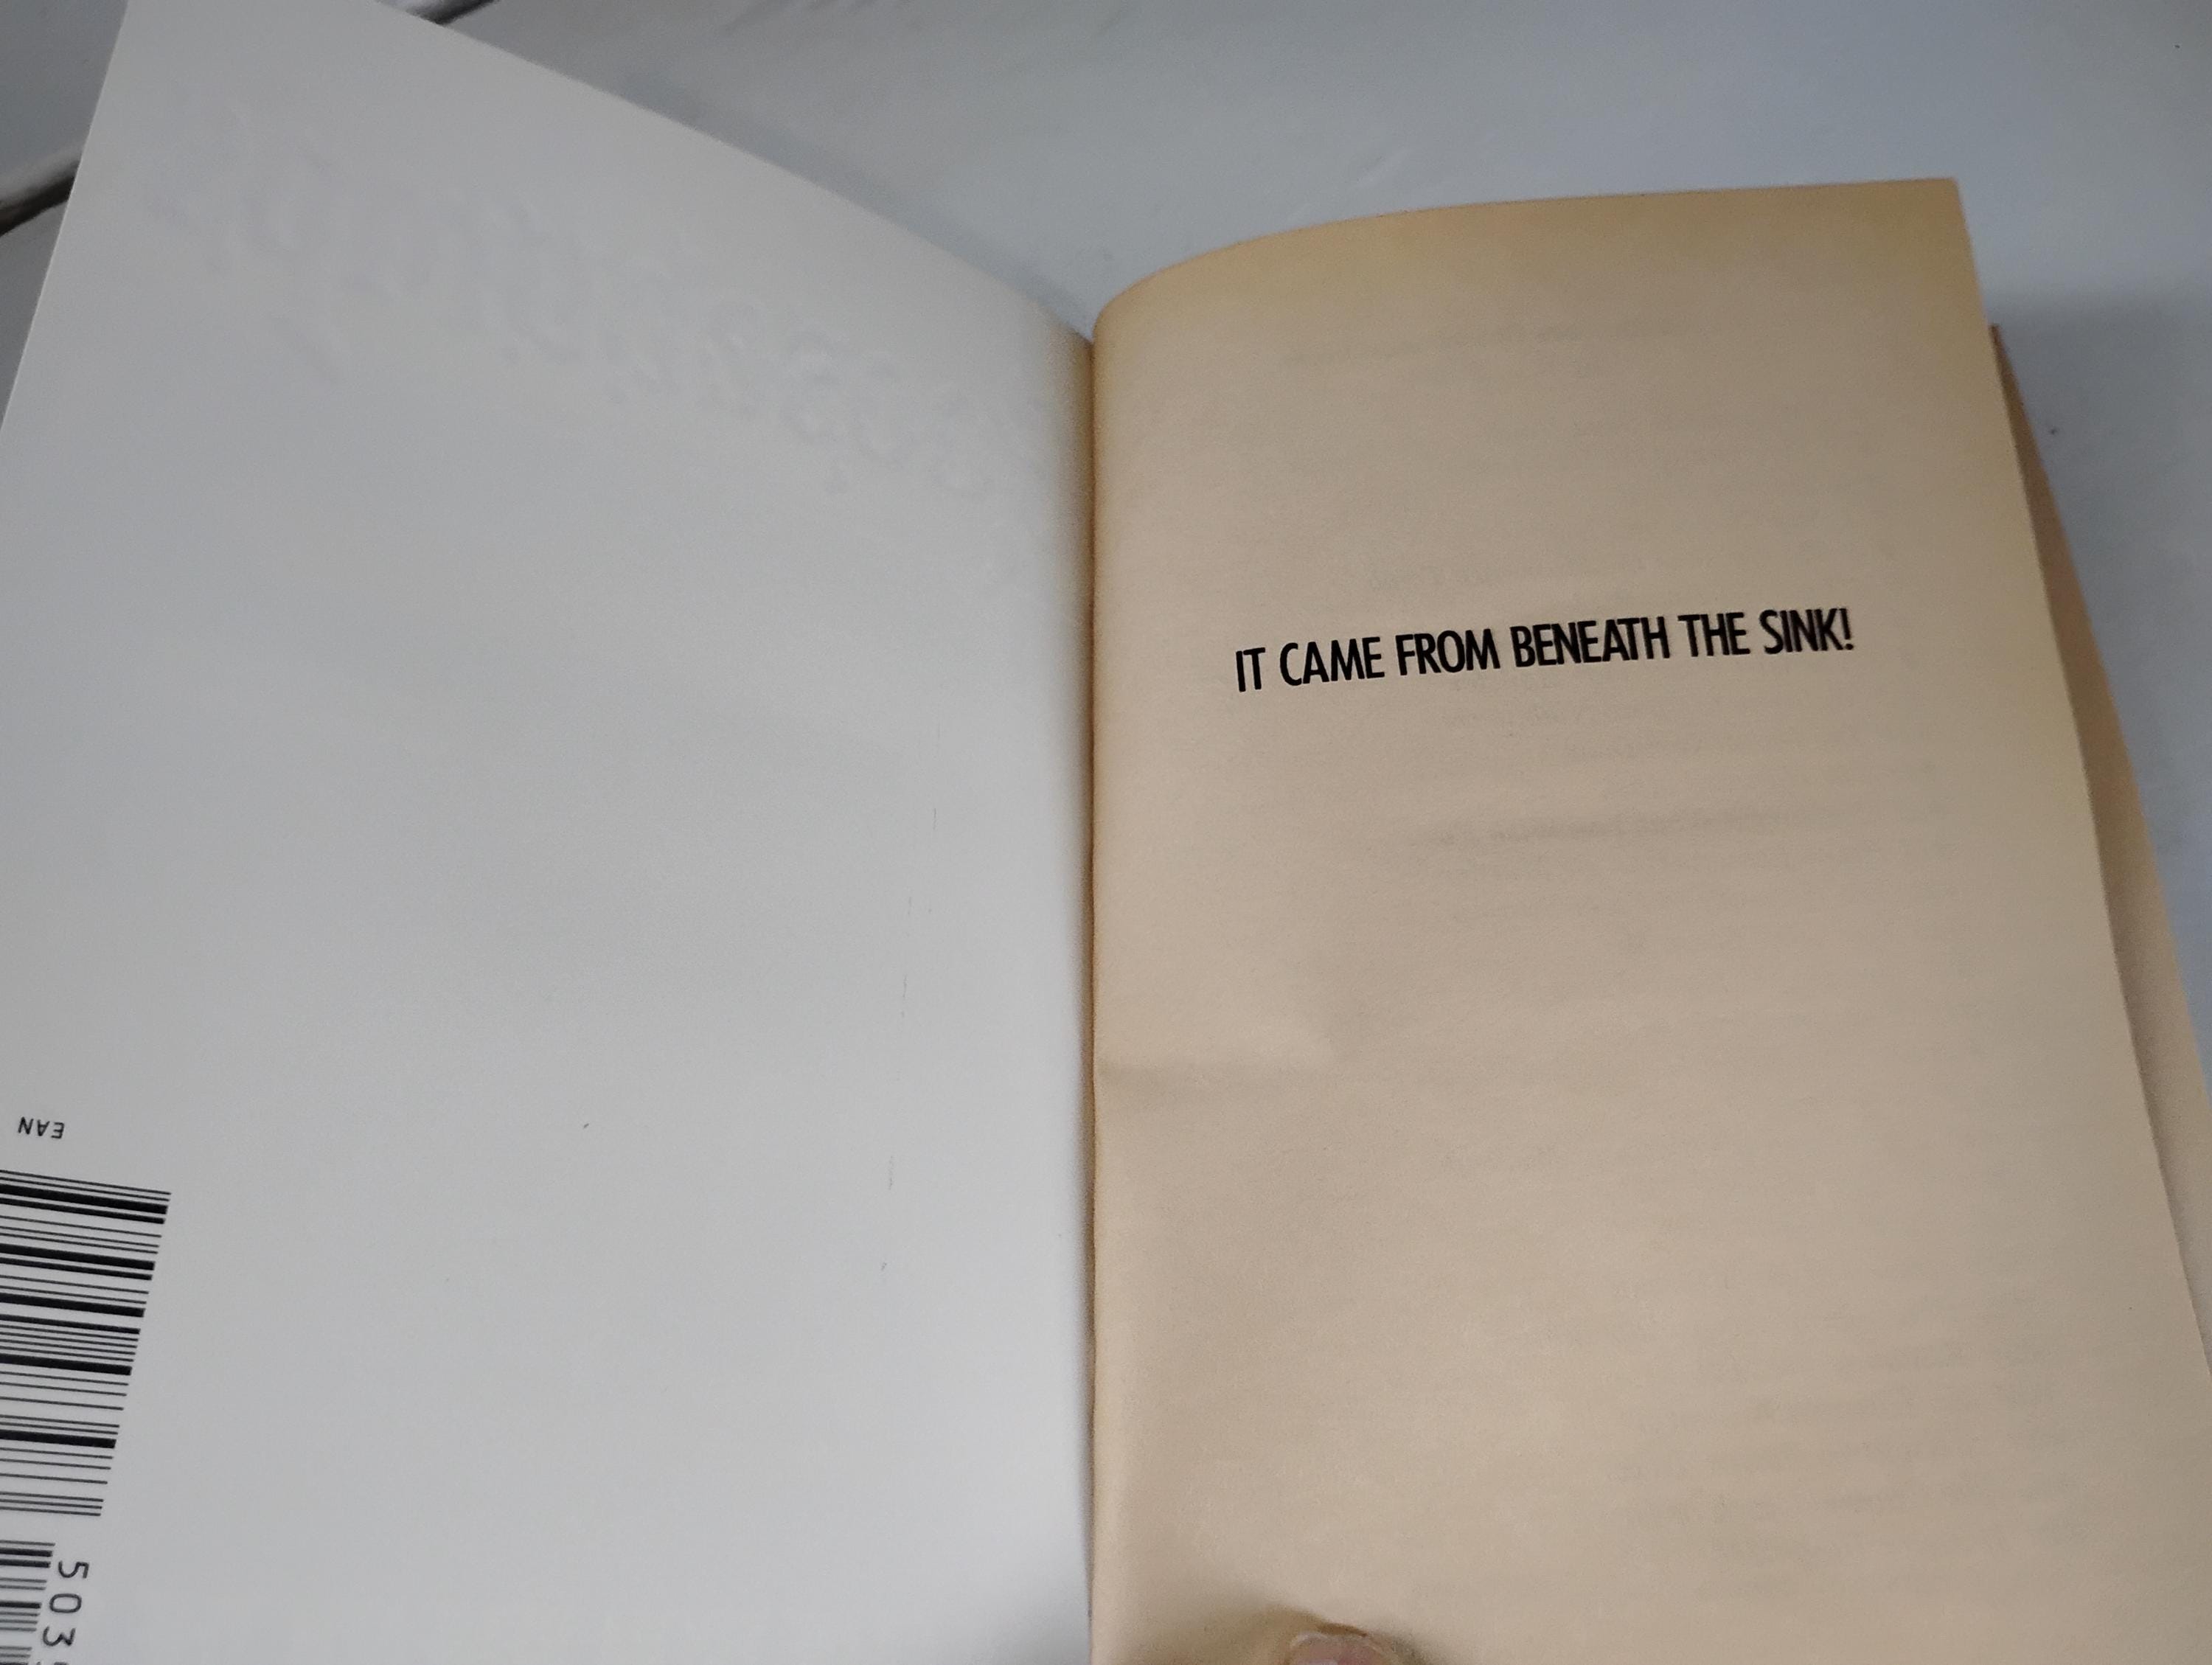 EAN
503
IT CAME FROM BENEATH THE SINK!